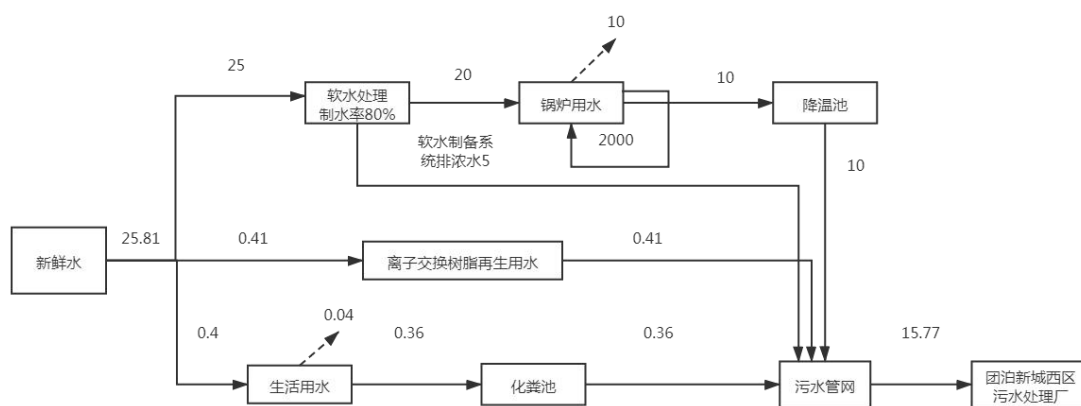 10
25
20
10
软水处理
制水率80%
锅炉用水
降温池
软水制备系
统排浓水5
2000
10
新鲜水
25.81
0.41
离子交换树脂再生用水
0.41
0.4
0.04
0.36
0.36
15.77
生活用水
化粪池
污水管网
团泊新城西区
污水处理厂